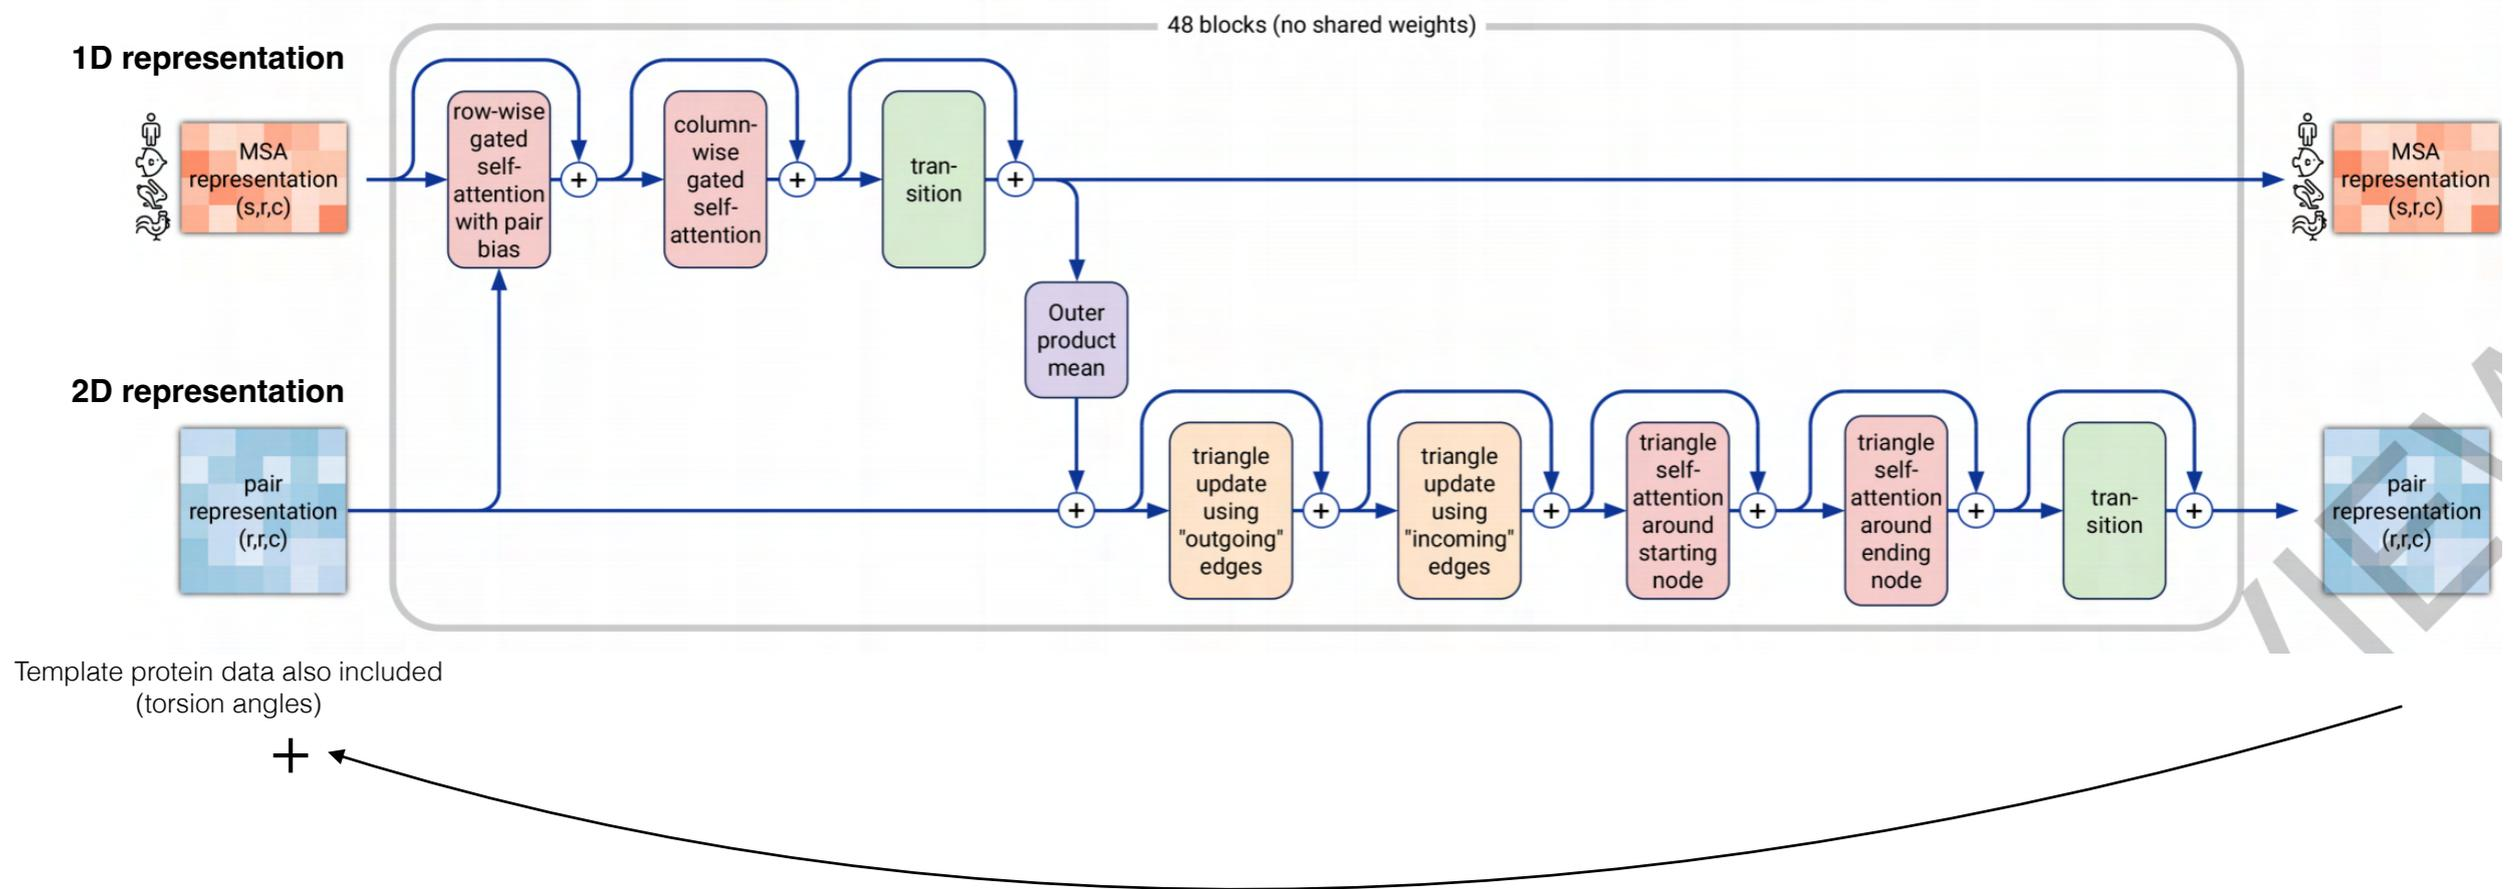 48 blocks (no shared weights)
1D representation
MSA
representation
(s,r,c)
row-wise
gated
self-
attention
with pair
bias
+
column-
wise
gated
self-
attention
+
tran-
sition
+
MSA
representation
(s,r,c)
Outer
product
mean
2D representation
pair
representation
(r,r,c)
+
triangle
update
using
"outgoing"
edges
+
triangle
update
using
"incoming"
edges
+
triangle
self-
attention
around
starting
node
+
triangle
self-
attention
around
ending
node
+
tran-
sition
+
pair
representation
(r,r,c)
Template protein data also included
(torsion angles)
+